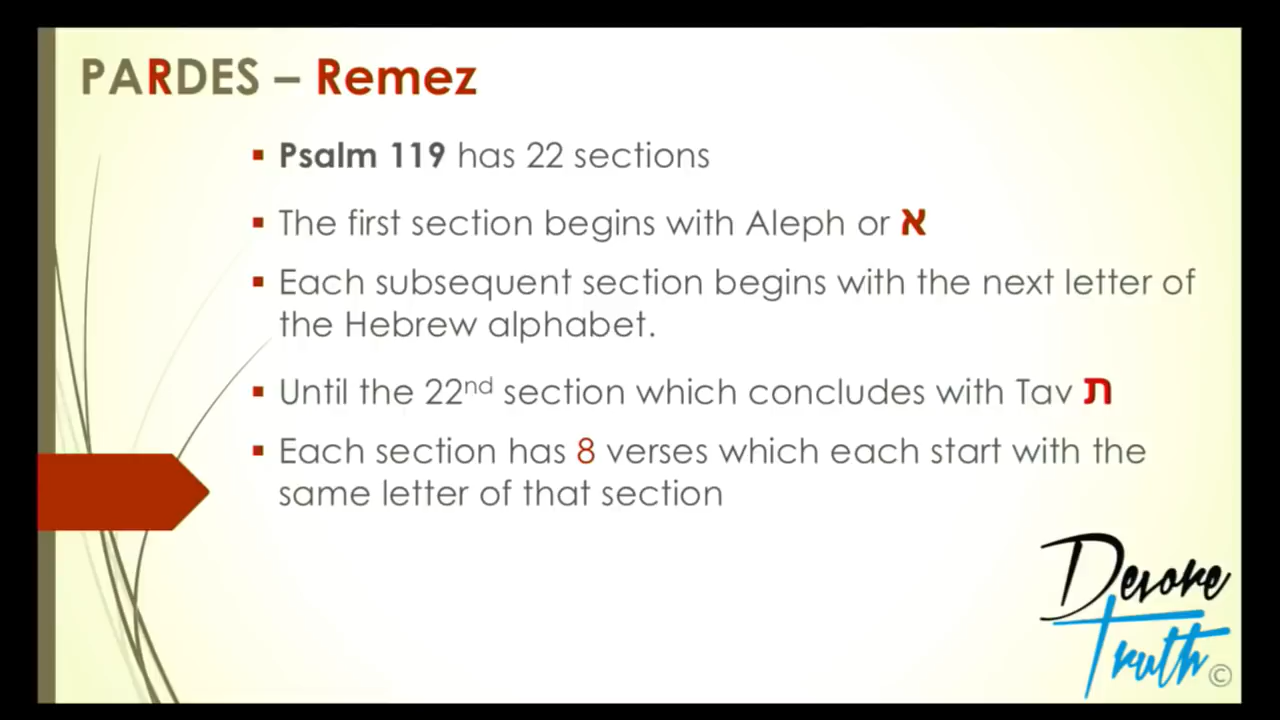 PARDES – Remez
▪ Psalm 119 has 22 sections
▪ The first section begins with Aleph or א
▪ Each subsequent section begins with the next letter of
the Hebrew alphabet.
▪ Until the 22nd section which concludes with Tav ת
▪ Each section has 8 verses which each start with the
same letter of that section
Devore
Truth ©